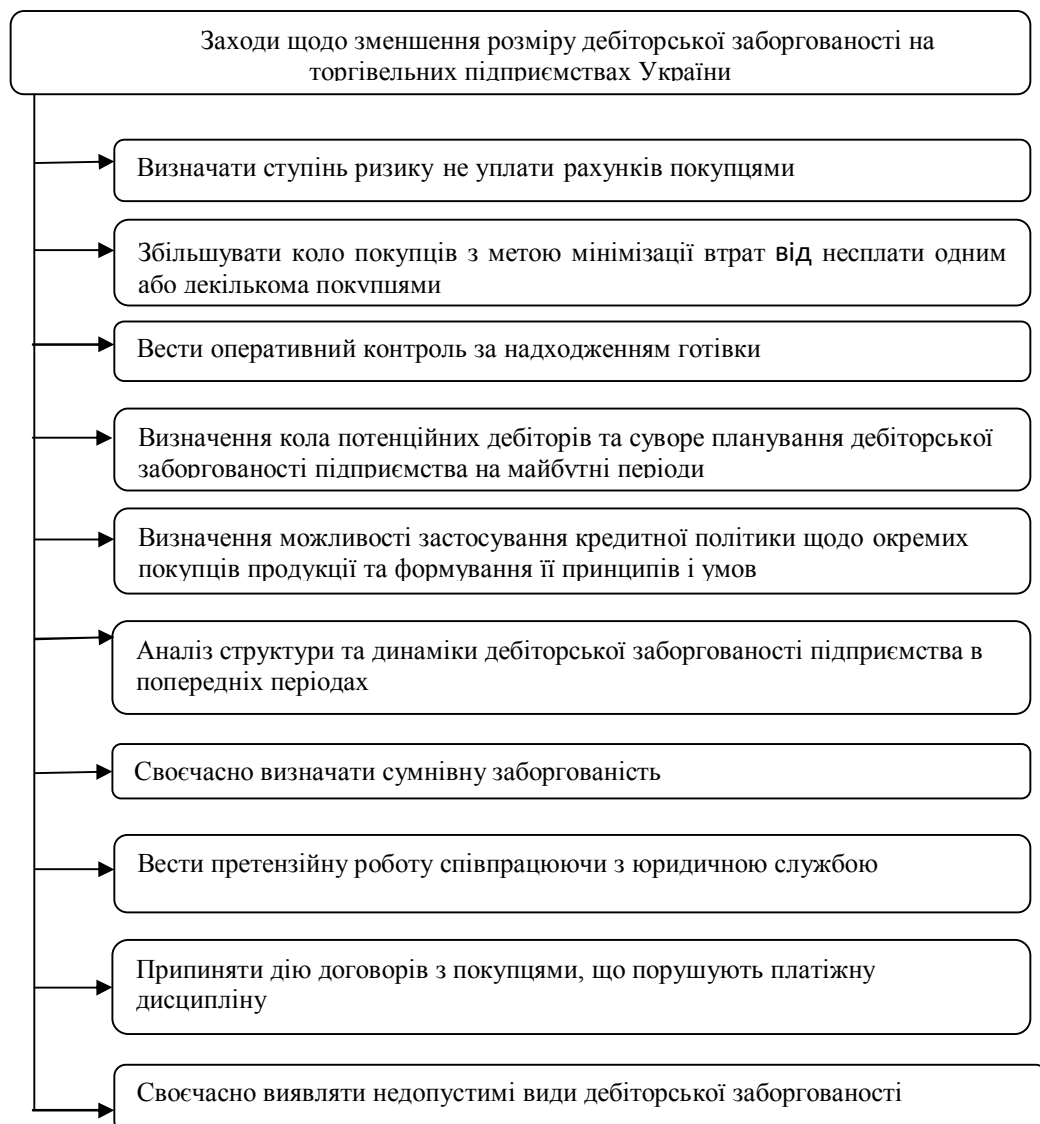 Заходи щодо зменшення розміру дебіторської заборгованості на
торгівельних підприємствах України
Визначати ступінь ризику не уплати рахунків покупцями
Збільшувати коло покупців з метою мінімізації втрат від несплати одним
або декількома покупцями
Вести оперативний контроль за надходженням готівки
Визначення кола потенційних дебіторів та суворе планування дебіторської
заборгованості підприємства на майбутні періоди
Визначення можливості застосування кредитної політики щодо окремих
покупців продукції та формування її принципів і умов
Аналіз структури та динаміки дебіторської заборгованості підприємства в
попередніх періодах
Своєчасно визначати сумнівну заборгованість
Вести претензійну роботу співпрацюючи з юридичною службою
Припиняти дію договорів з покупцями, що порушують платіжну
дисципліну
Своєчасно виявляти недопустимі види дебіторської заборгованості